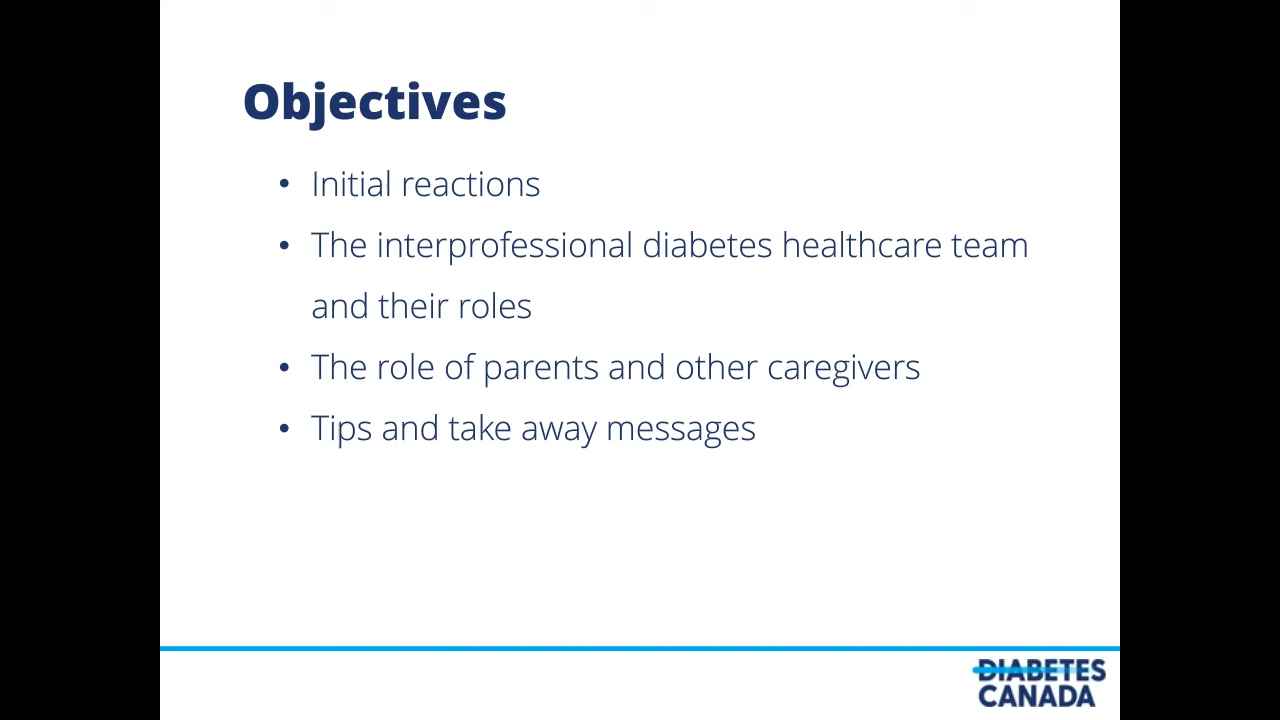 Objectives
• Initial reactions
• The interprofessional diabetes healthcare team
and their roles
• The role of parents and other caregivers
• Tips and take away messages
DIABETES
CANADA